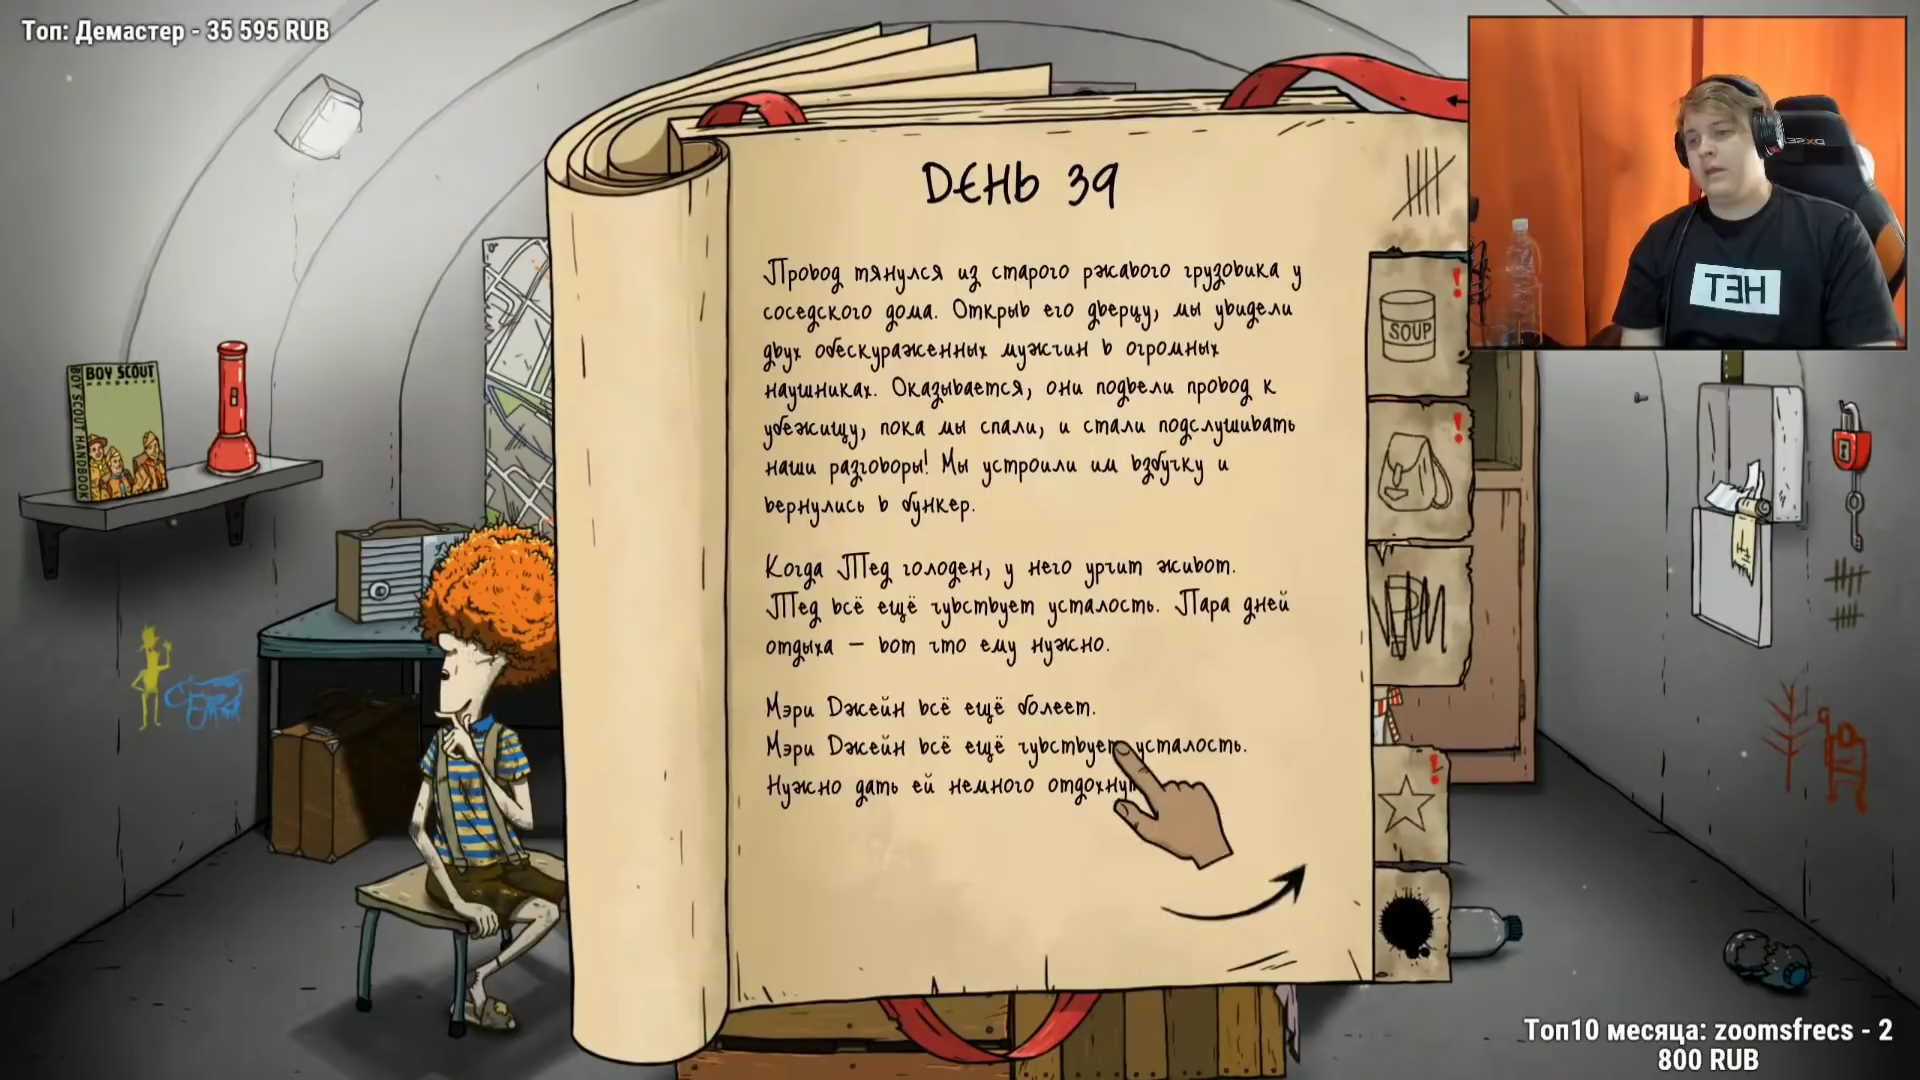 Топ: Демастер - 35 595 RUB
ДЕНЬ 39
Провод тянулся из старого ржавого грузовика у
соседского дома. Открыв его дверцу, мы увидели
двух обескураженных мужчин в огромных
наушниках. Оказывается, они подвели провод к
убежищу, пока мы спали, и стали подслушивать
наши разговоры! Мы устроили им взбучку и
вернулись в бункер.
Когда Тед голоден, у него урчит живот.
Тед всё ещё чувствует усталость. Пара дней
отдыха — вот что ему нужно.
Мэри Джейн всё ещё болеет.
Мэри Джейн всё ещё чувствует усталость.
Нужно дать ей немного
SOUP
BOY SCOUT
BOY SCOUT HANDBOOK
НЕТ
Топ10 месяца: zoomsfrecs - 2
800 RUB